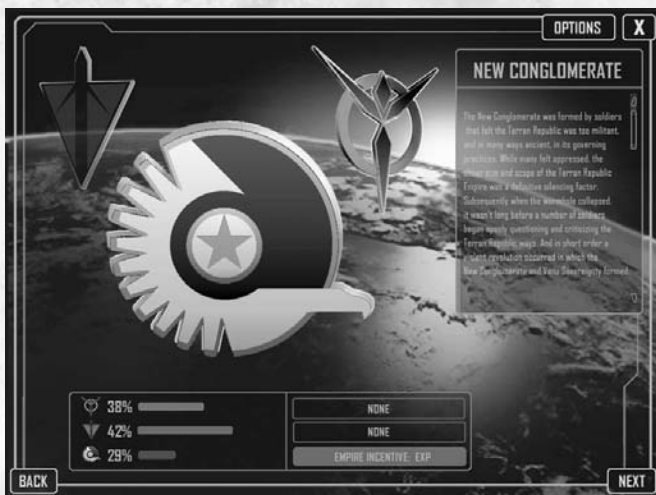 OPTIONS
X
NEW CONGLOMERATE
The New Conglomerate was formed by soldiers
that felt the Terran Republic was too militant,
and in many ways ancient, in its governing
practices. While many felt oppressed, the
sheer size and scope of the Terran Republic
Empire was a definitive silencing factor.
Subsequently when the wormhole collapsed,
it wasn't long before a number of soldiers
began openly questioning and criticizing the
Terran Republic ways. And in short order a
violent revolution occurred in which the
New Conglomerate and Vanu Sovereignty formed.
38%
NONE
42%
NONE
29%
EMPIRE INCENTIVE: EXP
BACK
NEXT